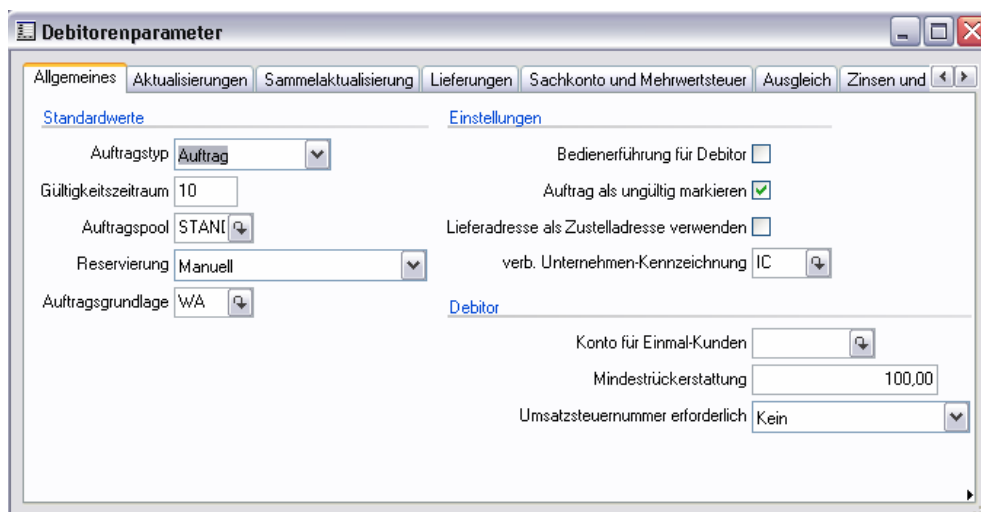 Debitorenparameter
Allgemeines Aktualisierungen Sammelaktualisierung Lieferungen Sachkonto und Mehrwertsteuer Ausgleich Zinsen und
Standardwerte
Auftragstyp Auftrag
Gültigkeitszeitraum 10
Auftragspool STANI
Reservierung Manuell
Auftragsgrundlage WA
Einstellungen
Bedienerführung für Debitor
Auftrag als ungültig markieren
Lieferadresse als Zustelladresse verwenden
verb. Unternehmen-Kennzeichnung IC
Debitor
Konto für Einmal-Kunden
Mindestrückerstattung 100,00
Umsatzsteuernummer erforderlich Kein